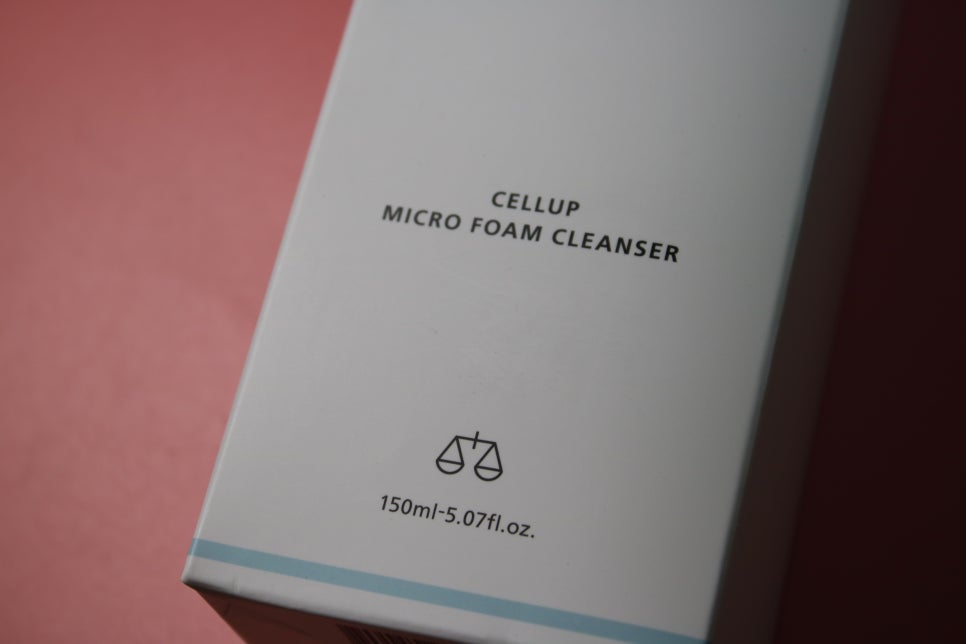 CELLUP
MICRO FOAM CLEANSER
150ml-5.07fl.oz.